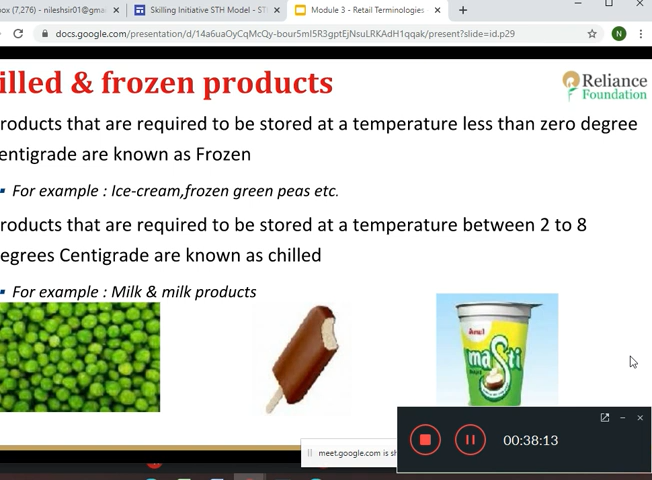 box (7,276) - nileshsir01@gma
Skilling Initiative STH Model - ST
Module 3 - Retail Terminologies
docs.google.com/presentation/d/14a6uaOyCqMcQy-bour5mI5R3gptEjNsuLRKAdH1qqak/present?slide=id.p29
N
illed & frozen products
Reliance
Foundation
roducts that are required to be stored at a temperature less than zero degree
entigrade are known as Frozen
For example : Ice-cream,frozen green peas etc.
roducts that are required to be stored at a temperature between 2 to 8
egrees Centigrade are known as chilled
For example : Milk & milk products
Amul
masti
meet.google.com is sh
00:38:13